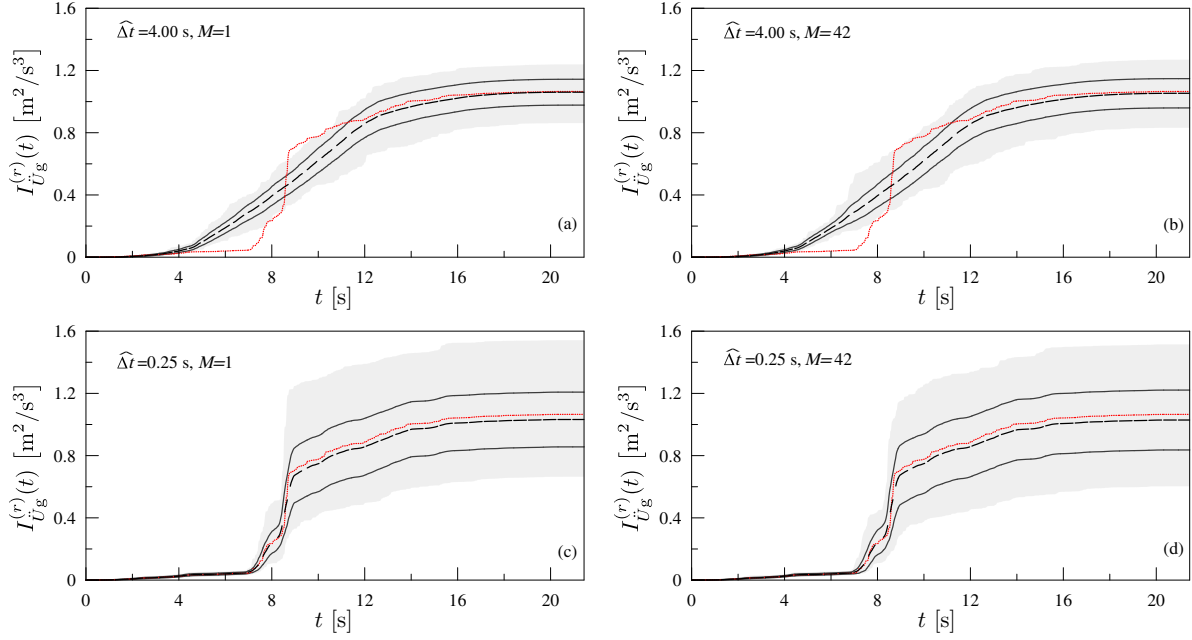 1.6
1.2
0.8
0.4
0
I^{(r)}_{Üg}(t) [m²/s³]
Δt̂=4.00 s, M=1
(a)
0 4 8 12 16 20
t [s]
1.6
1.2
0.8
0.4
0
I^{(r)}_{Üg}(t) [m²/s³]
Δt̂=4.00 s, M=42
(b)
0 4 8 12 16 20
t [s]
1.6
1.2
0.8
0.4
0
I^{(r)}_{Üg}(t) [m²/s³]
Δt̂=0.25 s, M=1
(c)
0 4 8 12 16 20
t [s]
1.6
1.2
0.8
0.4
0
I^{(r)}_{Üg}(t) [m²/s³]
Δt̂=0.25 s, M=42
(d)
0 4 8 12 16 20
t [s]